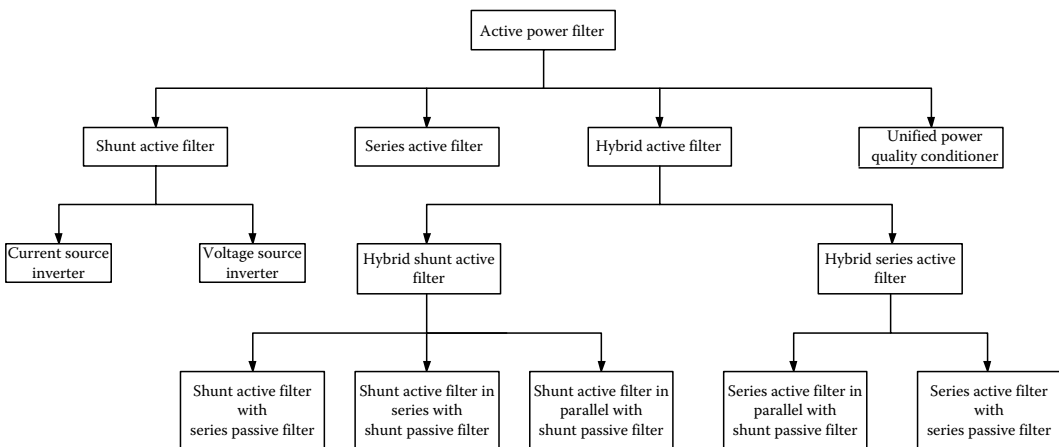 Active power filter
Shunt active filter
Series active filter
Hybrid active filter
Unified power
quality conditioner
Current source
inverter
Voltage source
inverter
Hybrid shunt active
filter
Hybrid series active
filter
Shunt active filter
with
series passive filter
Shunt active filter in
series with
shunt passive filter
Shunt active filter in
parallel with
shunt passive filter
Series active filter in
parallel with
shunt passive filter
Series active filter
with
series passive filter